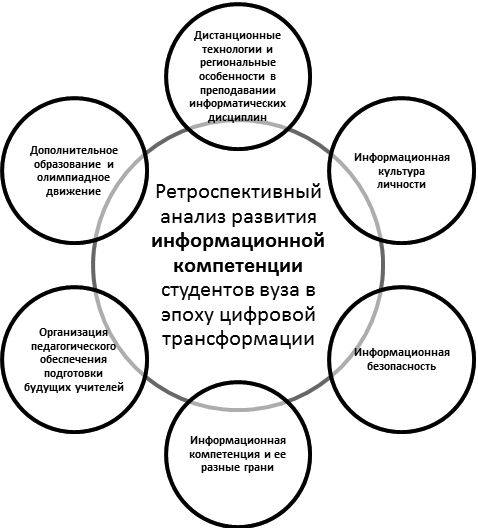 Дистанционные
технологии и
региональные
особенности в
преподавании
информатических
дисциплин
Дополнительное
образование и
олимпиадное
движение
Информационная
культура
личности
Ретроспективный
анализ развития
информационной
компетенции
студентов вуза в
эпоху цифровой
трансформации
Организация
педагогического
обеспечения
подготовки
будущих учителей
Информационная
безопасность
Информационная
компетенция и ее
разные грани